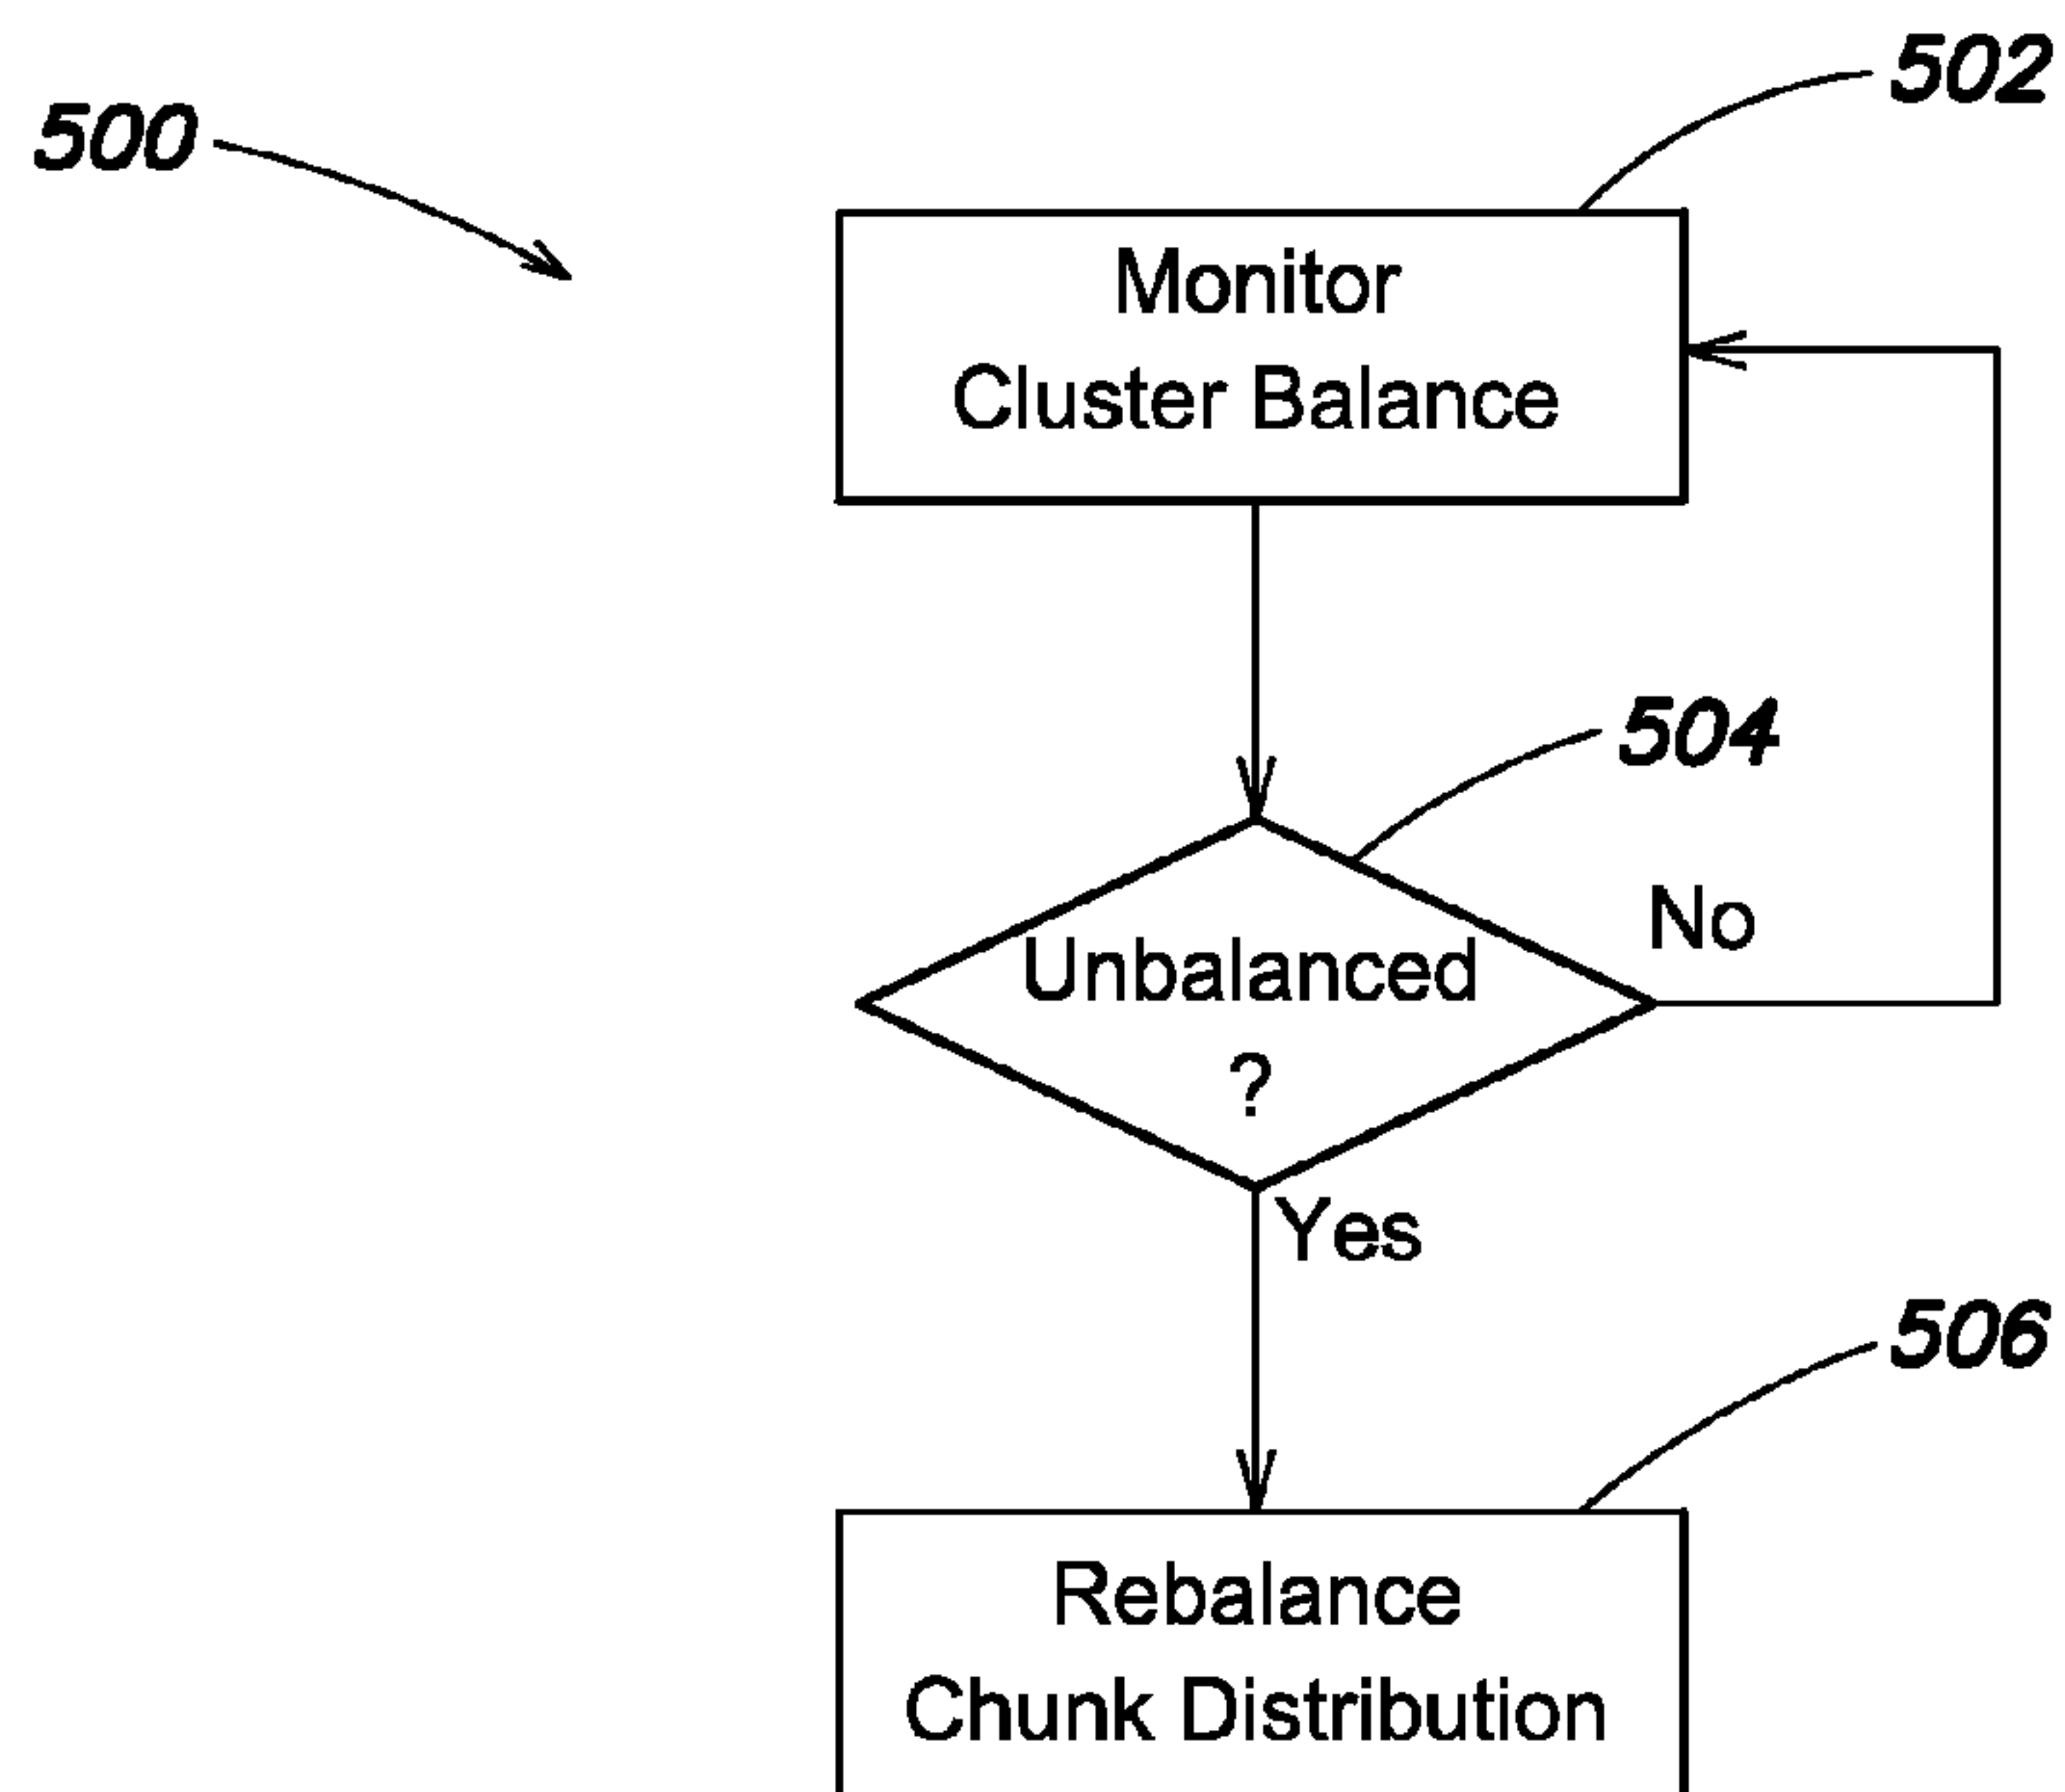 502
500
Monitor
Cluster Balance
504
No
Unbalanced
?
Yes
506
Rebalance
Chunk Distribution